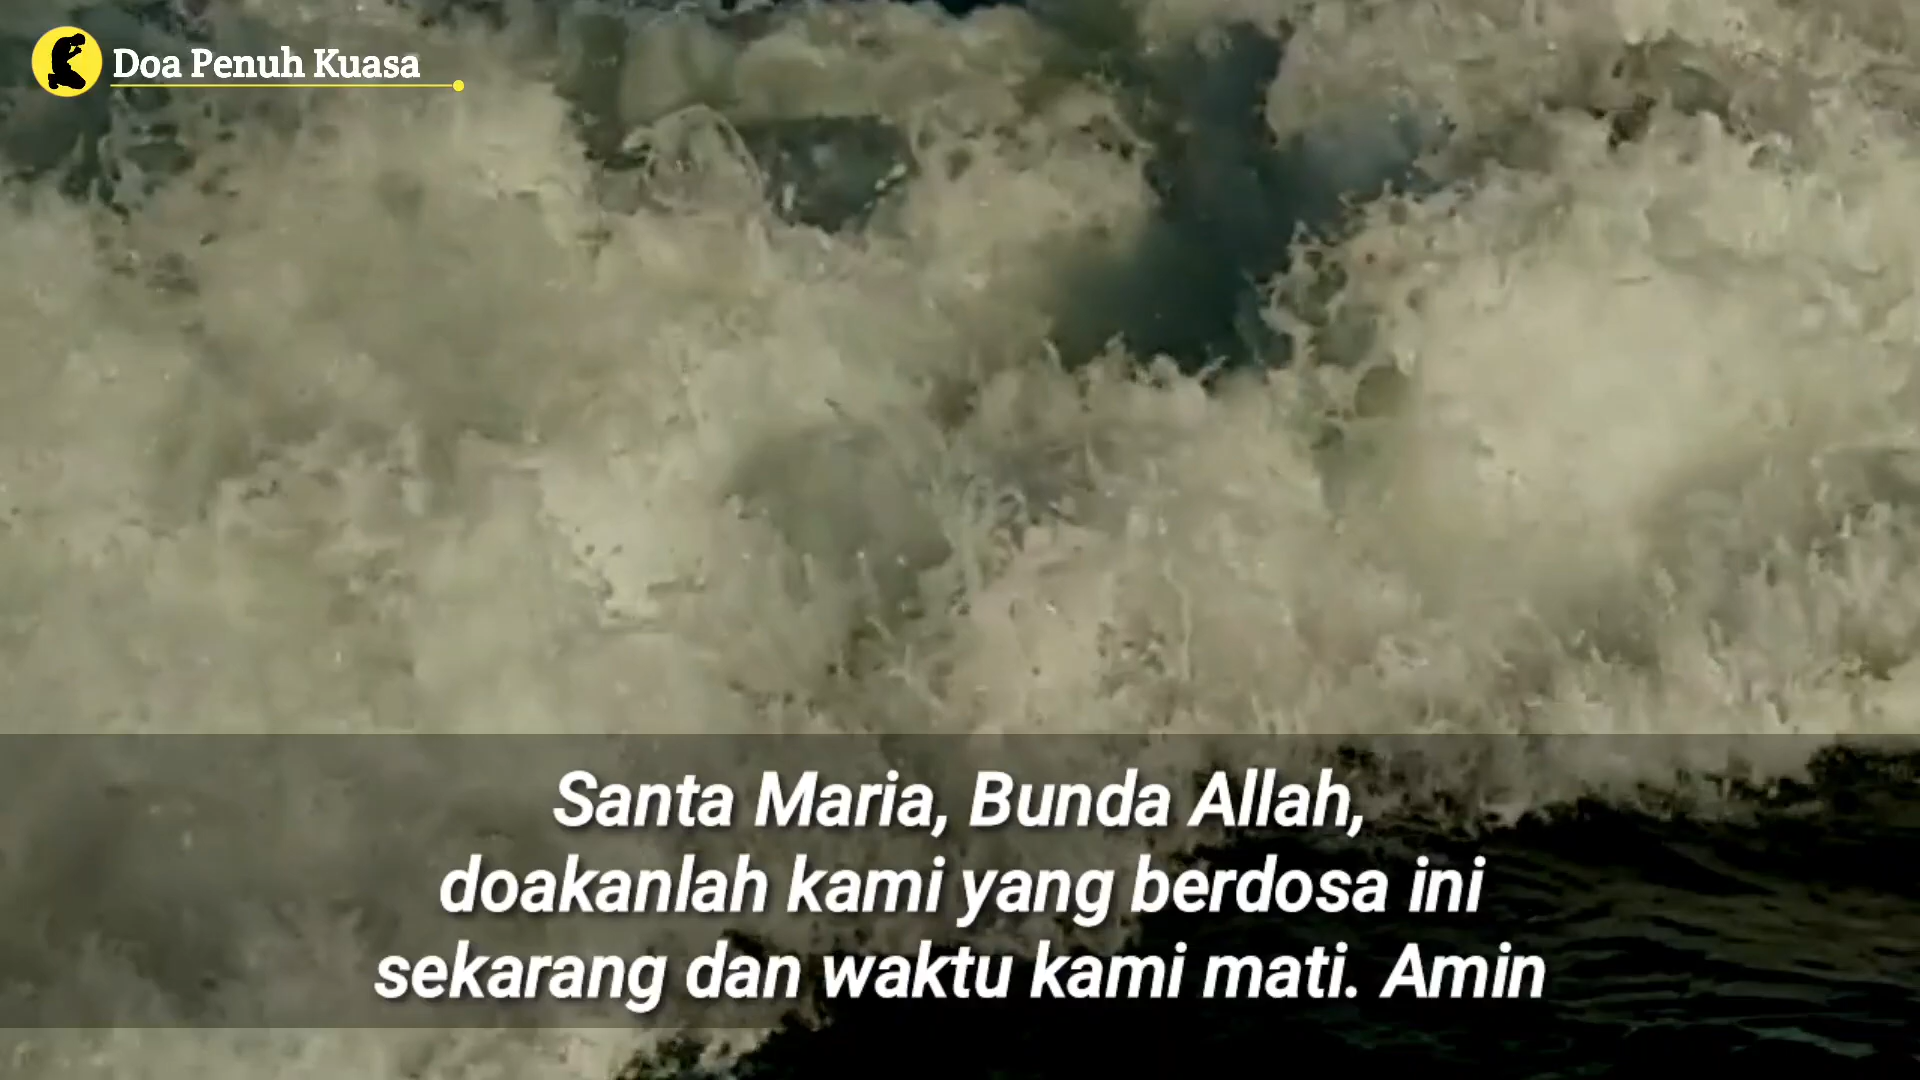 Doa Penuh Kuasa
Santa Maria, Bunda Allah,
doakanlah kami yang berdosa ini
sekarang dan waktu kami mati. Amin